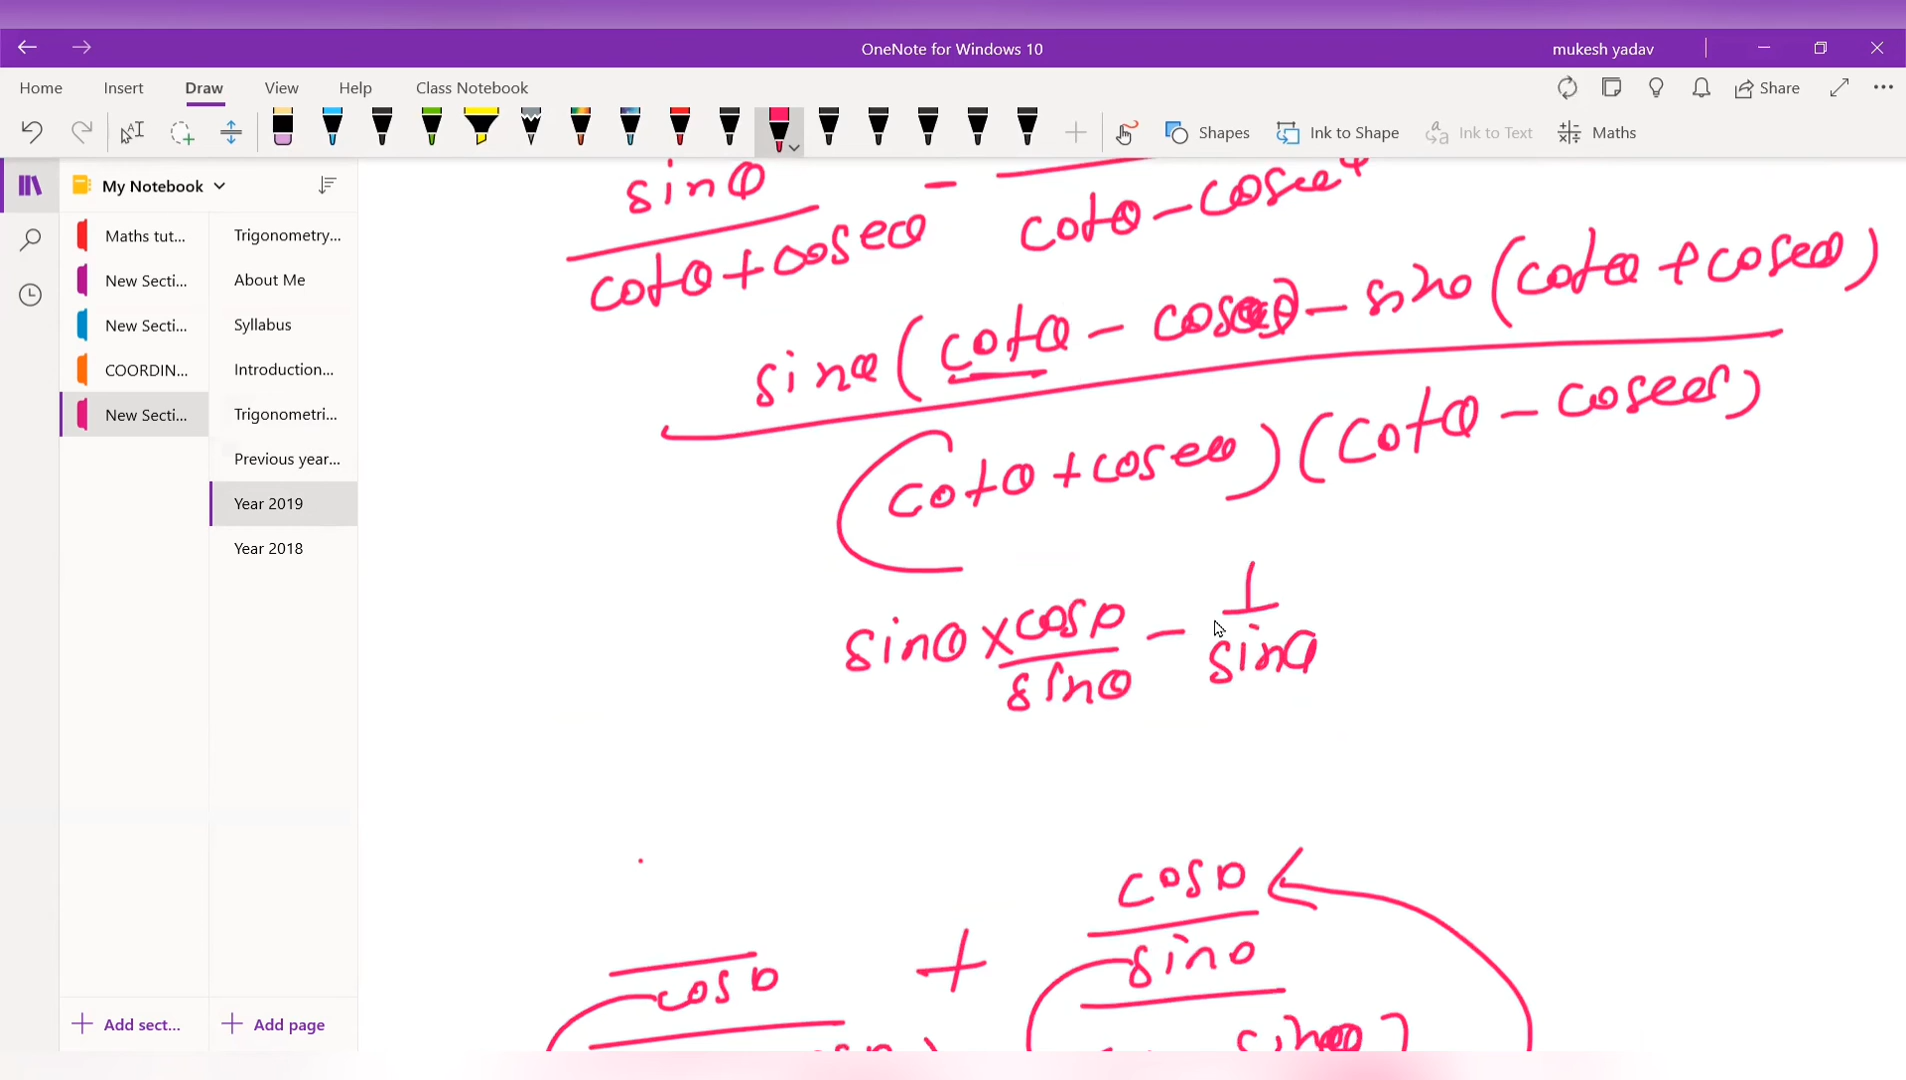 OneNote for Windows 10
mukesh yadav
Home Insert Draw View Help Class Notebook Share
Shapes Ink to Shape Ink to Text Maths
My Notebook
Maths tut...
New Secti...
New Secti...
COORDIN...
New Secti...
Trigonometry...
About Me
Syllabus
Introduction...
Trigonometri...
Previous year...
Year 2019
Year 2018
Add sect... Add page
sinθ -
cotθ+cosecθ cotθ-cosecθ
sinθ(cotθ-cosecθ)-sinθ(cotθ+cosecθ)
(cotθ+cosecθ)(cotθ-cosecθ)
sinθ×cosθ - 1
sinθ sinθ
cosθ
cosθ + sinθ
sinθ